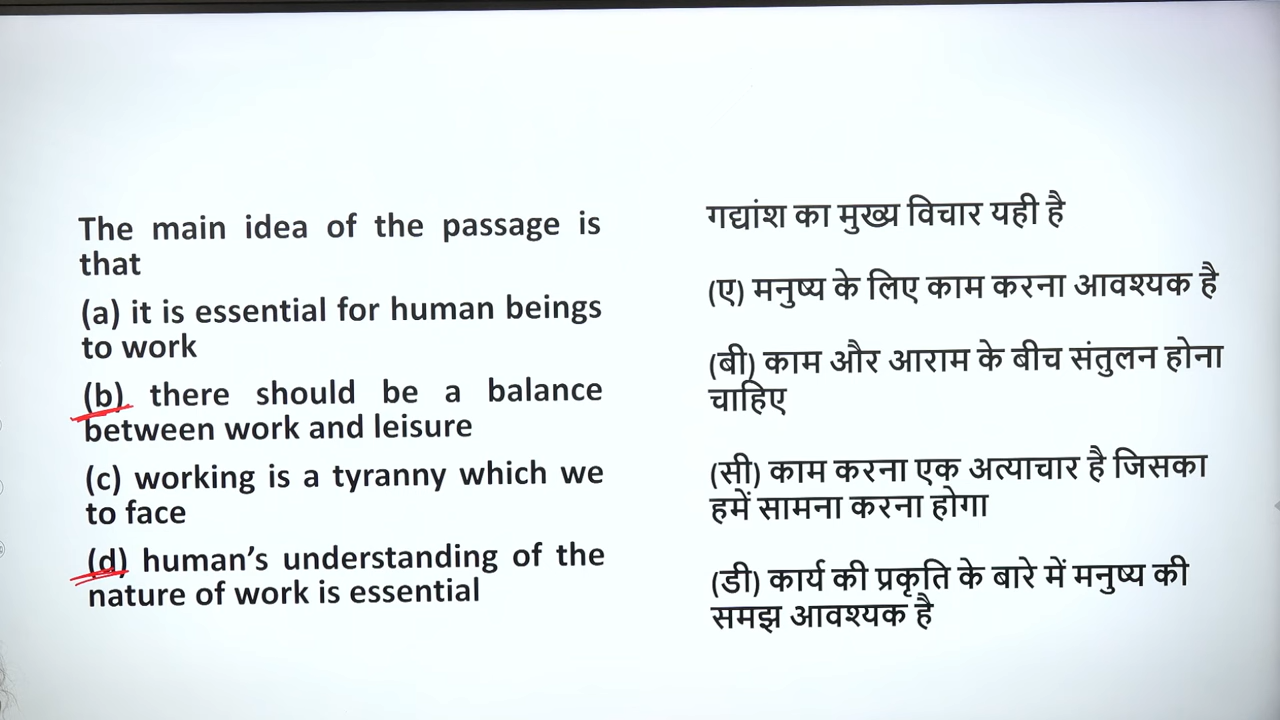 The main idea of the passage is
that
(a) it is essential for human beings
to work
(b) there should be a balance
between work and leisure
(c) working is a tyranny which we
to face
(d) human's understanding of the
nature of work is essential
गद्यांश का मुख्य विचार यही है
(ए) मनुष्य के लिए काम करना आवश्यक है
(बी) काम और आराम के बीच संतुलन होना
चाहिए
(सी) काम करना एक अत्याचार है जिसका
हमें सामना करना होगा
(डी) कार्य की प्रकृति के बारे में मनुष्य की
समझ आवश्यक है